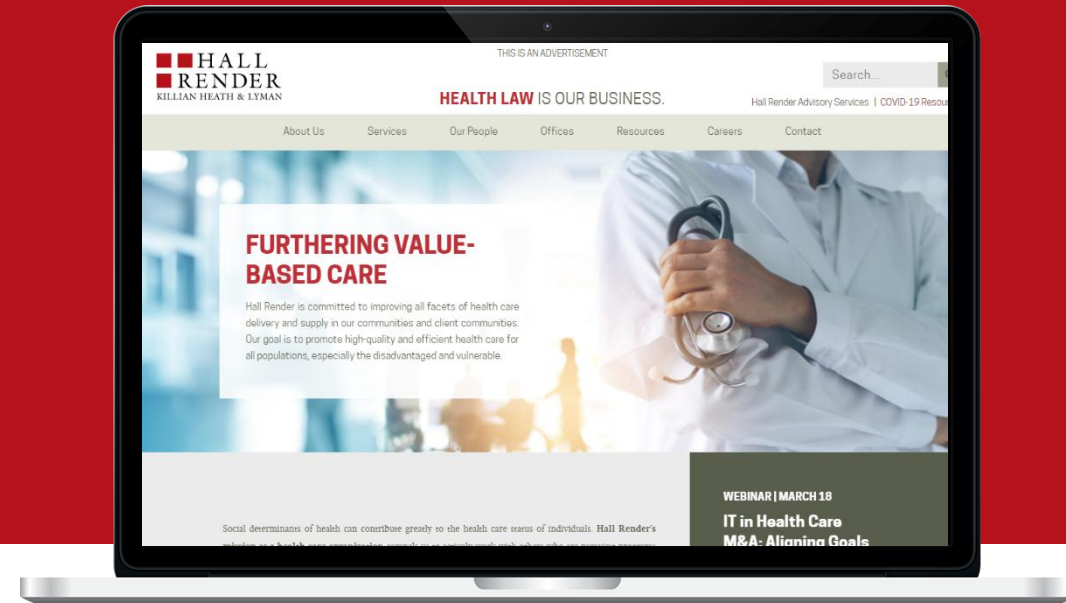 THIS IS AN ADVERTISEMENT
HALL
RENDER
KILLIAN HEATH & LYMAN
Search...
HEALTH LAW IS OUR BUSINESS.
Hall Render Advisory Services | COVID-19
About Us Services Our People Offices Resources Careers Contact
FURTHERING VALUE-
BASED CARE
Hall Render is committed to improving all facets of health care
delivery and supply in our communities and client communities.
Our goal is to promote high-quality and efficient health care for
all populations, especially the disadvantaged and vulnerable.
WEBINAR | MARCH 18
IT in Health Care
M&A: Aligning Goals
Social determinants of health can contribute greatly to the health care status of individuals. Hall Render's